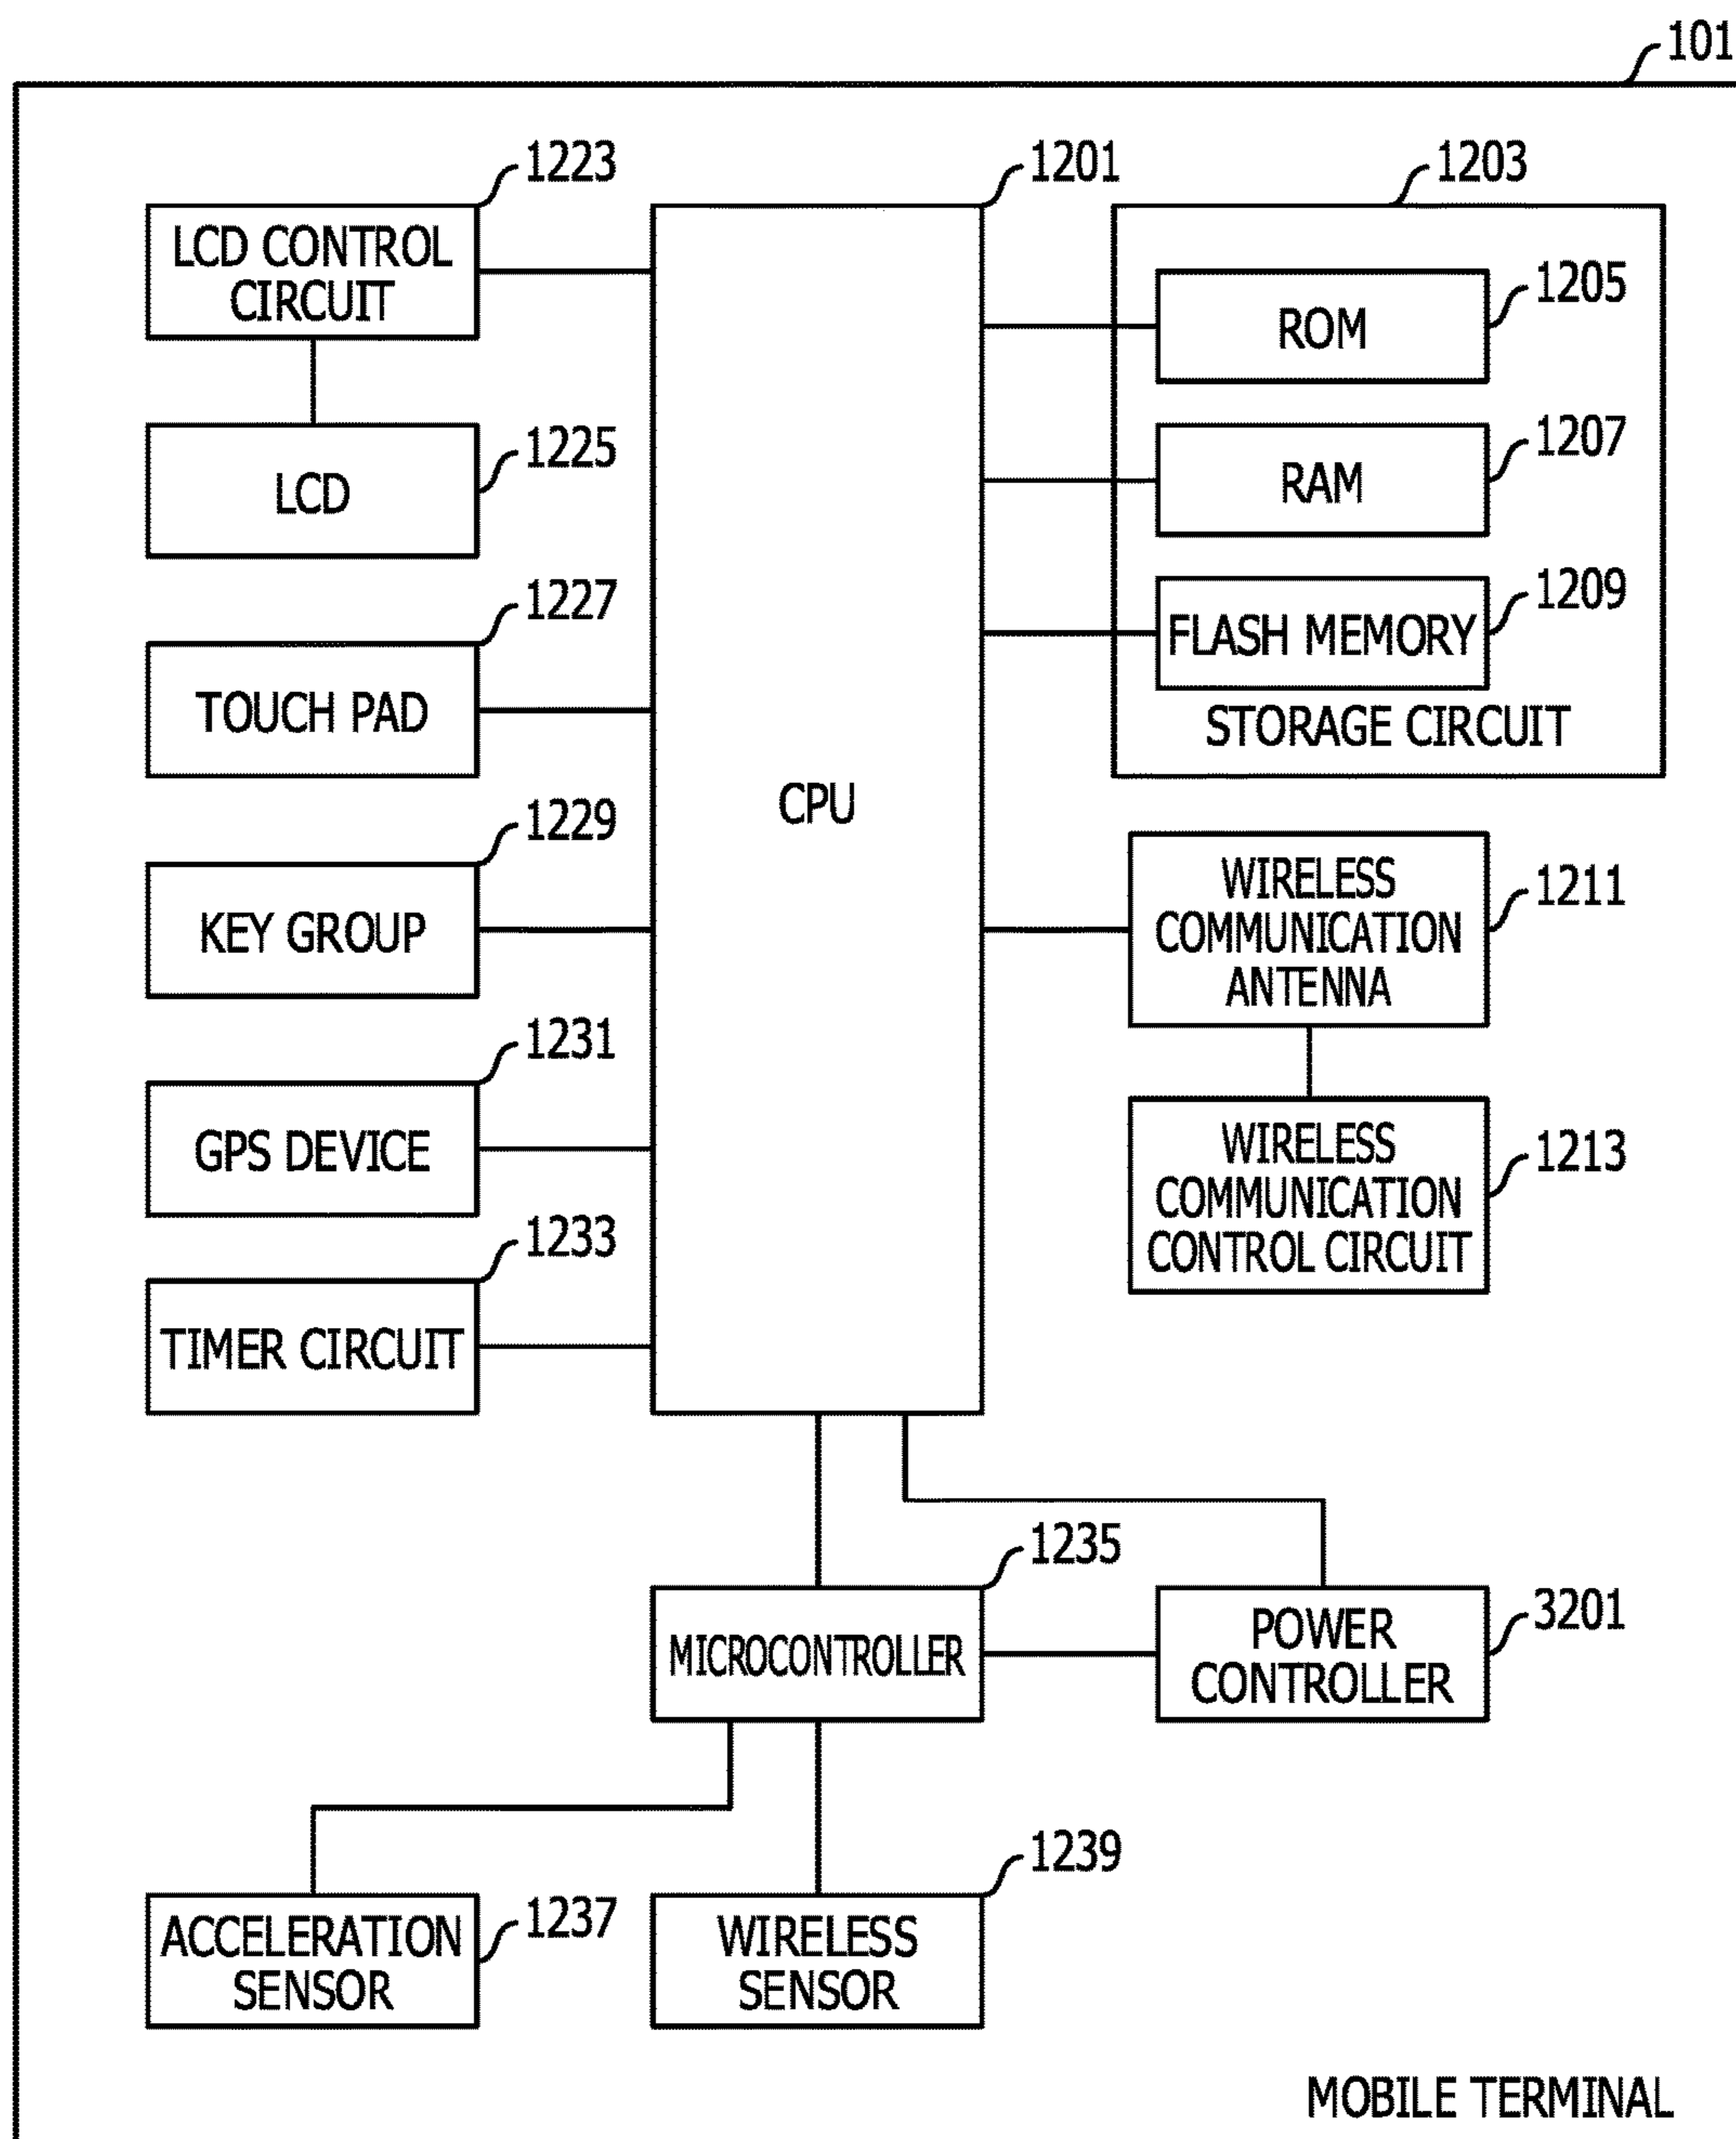 101
1223
1201
1203
LCD CONTROL
CIRCUIT
ROM
1205
LCD
1225
RAM
1207
1227
TOUCH PAD
FLASH MEMORY
1209
STORAGE CIRCUIT
CPU
1229
KEY GROUP
WIRELESS
COMMUNICATION
ANTENNA
1211
1231
GPS DEVICE
WIRELESS
COMMUNICATION
CONTROL CIRCUIT
1213
1233
TIMER CIRCUIT
1235
MICROCONTROLLER
POWER
CONTROLLER
3201
ACCELERATION
SENSOR
1237
1239
WIRELESS
SENSOR
MOBILE TERMINAL